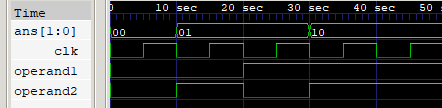 Time
0 10 sec 20 sec 30 sec 40 sec 50 se
ans[1:0] 00 01 10
clk
operand1
operand2